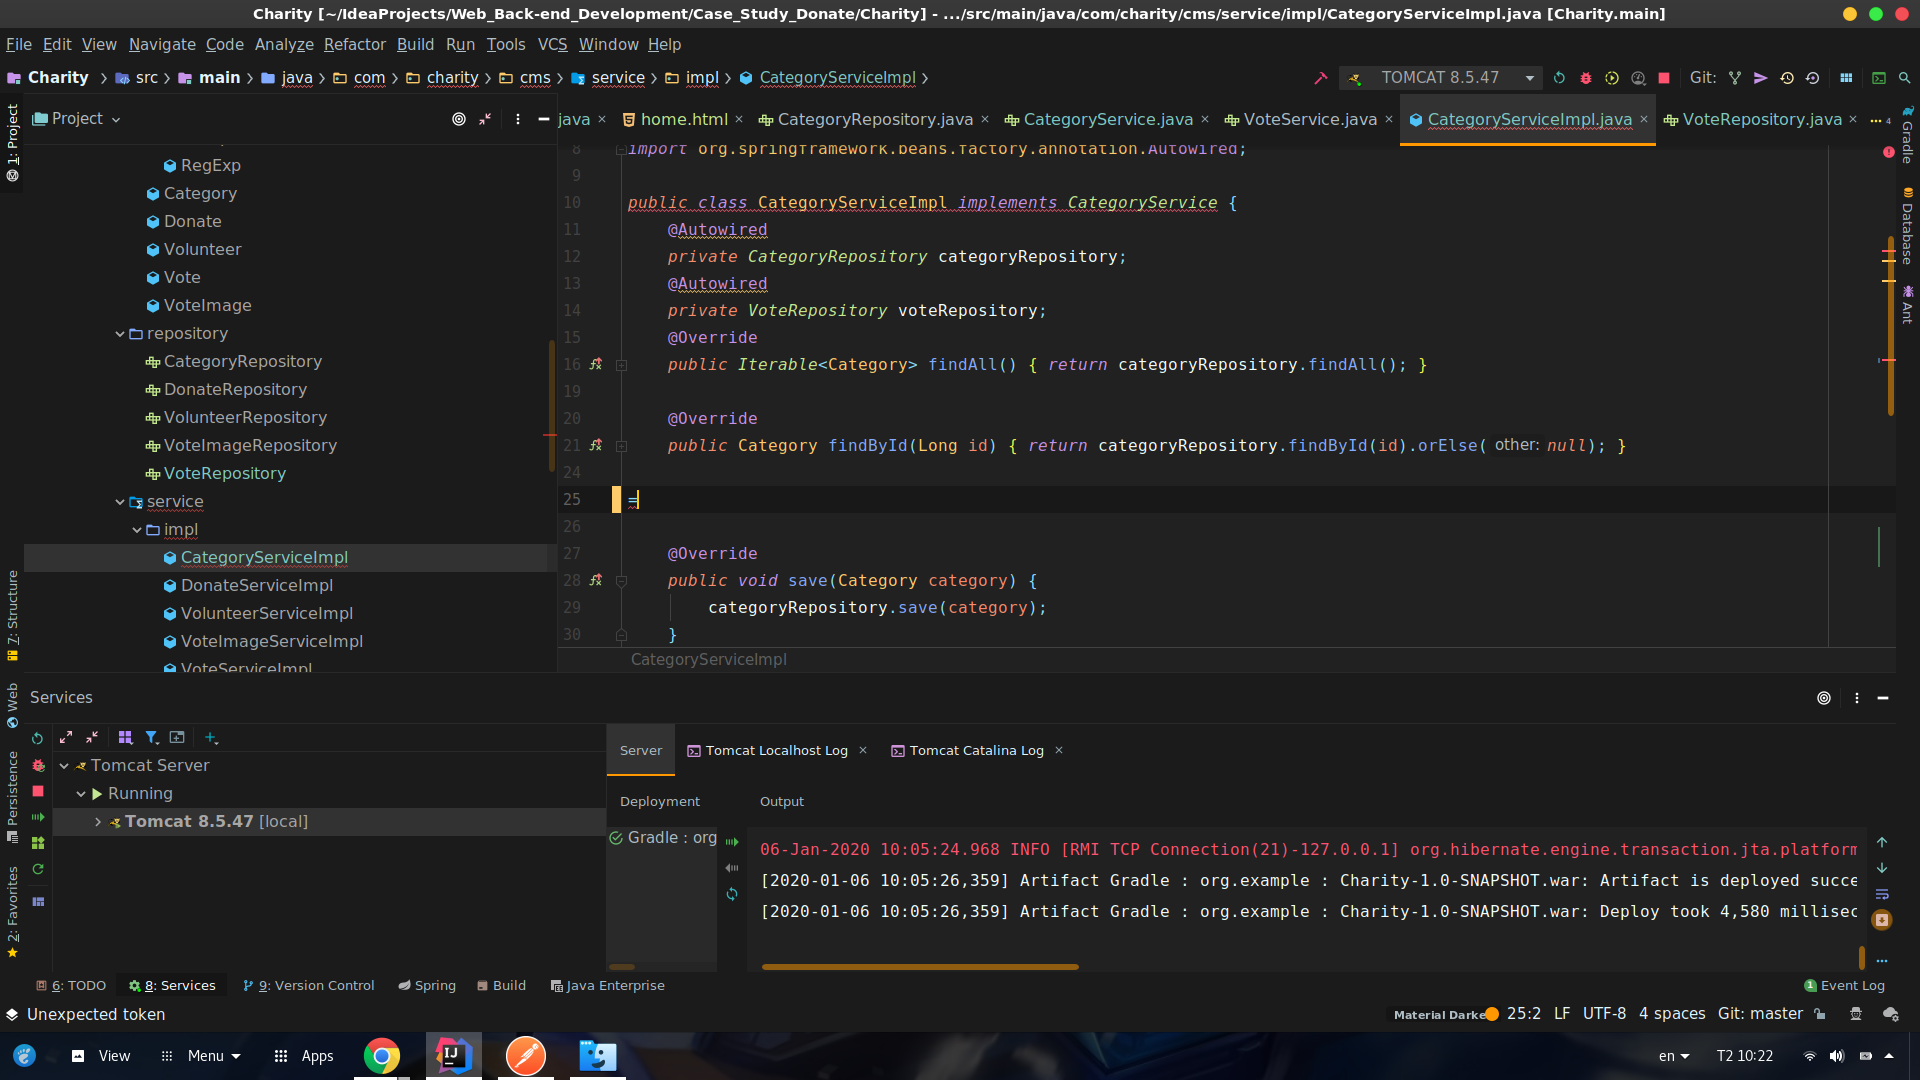 Charity [~/IdeaProjects/Web_Back-end_Development/Case_Study_Donate/Charity] - .../src/main/java/com/charity/cms/service/impl/CategoryServiceImpl.java [Charity.main]
File Edit View Navigate Code Analyze Refactor Build Run Tools VCS Window Help
Charity src main java com charity cms service impl CategoryServiceImpl TOMCAT 8.5.47 Git:
1: Project
Project
java home.html CategoryRepository.java CategoryService.java VoteService.java CategoryServiceImpl.java VoteRepository.java 4
RegExp
Category
Donate
Volunteer
Vote
VoteImage
repository
CategoryRepository
DonateRepository
VolunteerRepository
VoteImageRepository
VoteRepository
service
impl
CategoryServiceImpl
DonateServiceImpl
VolunteerServiceImpl
VoteImageServiceImpl
VoteServiceImpl
8 import org.springframework.beans.factory.annotation.Autowired;
9
10 public class CategoryServiceImpl implements CategoryService {
11 @Autowired
12 private CategoryRepository categoryRepository;
13 @Autowired
14 private VoteRepository voteRepository;
15 @Override
16 public Iterable<Category> findAll() { return categoryRepository.findAll(); }
19
20 @Override
21 public Category findById(Long id) { return categoryRepository.findById(id).orElse( other: null); }
24
25 =
26
27 @Override
28 public void save(Category category) {
29 categoryRepository.save(category);
30 }
CategoryServiceImpl
Gradle
Database
Ant
7: Structure
Web
Persistence
2: Favorites
Services
Tomcat Server
Running
Tomcat 8.5.47 [local]
Server Tomcat Localhost Log Tomcat Catalina Log
Deployment Output
Gradle : org
06-Jan-2020 10:05:24.968 INFO [RMI TCP Connection(21)-127.0.0.1] org.hibernate.engine.transaction.jta.platform
[2020-01-06 10:05:26,359] Artifact Gradle : org.example : Charity-1.0-SNAPSHOT.war: Artifact is deployed succe
[2020-01-06 10:05:26,359] Artifact Gradle : org.example : Charity-1.0-SNAPSHOT.war: Deploy took 4,580 millisec
6: TODO 8: Services 9: Version Control Spring Build Java Enterprise 1 Event Log
Unexpected token Material Darke 25:2 LF UTF-8 4 spaces Git: master
View Menu Apps IJ en T2 10:22